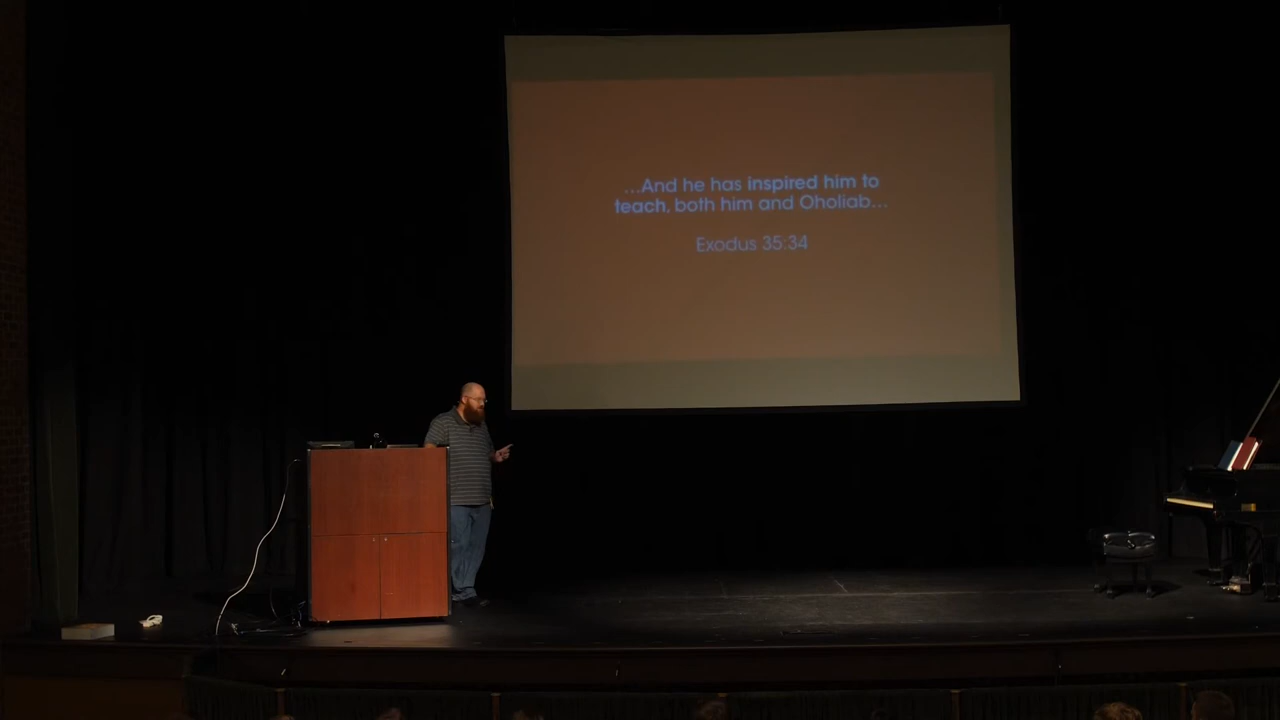 ...And he has inspired him to
teach, both him and Oholiab...
Exodus 35:34